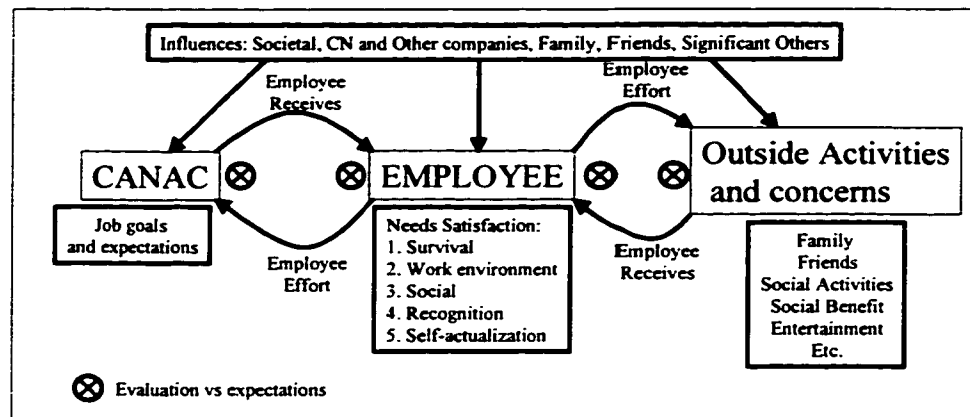 Influences: Societal, CN and Other companies, Family, Friends, Significant Others
Employee
Receives
Employee
Effort
CANAC
EMPLOYEE
Outside Activities
and concerns
Job goals
and expectations
Employee
Effort
Needs Satisfaction:
1. Survival
2. Work environment
3. Social
4. Recognition
5. Self-actualization
Employee
Receives
Family
Friends
Social Activities
Social Benefit
Entertainment
Etc.
Evaluation vs expectations